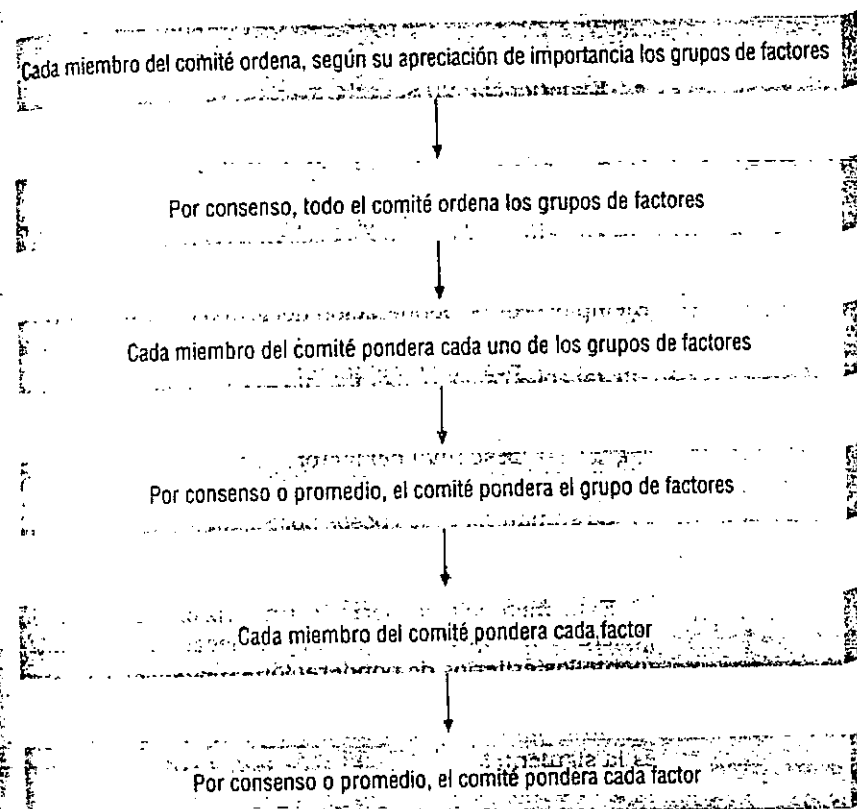 Cada miembro del comité ordena, según su apreciación de importancia los grupos de factores
Por consenso, todo el comité ordena los grupos de factores
Cada miembro del comité pondera cada uno de los grupos de factores
Por consenso o promedio, el comité pondera el grupo de factores
Cada miembro del comité pondera cada factor
Por consenso o promedio, el comité pondera cada factor